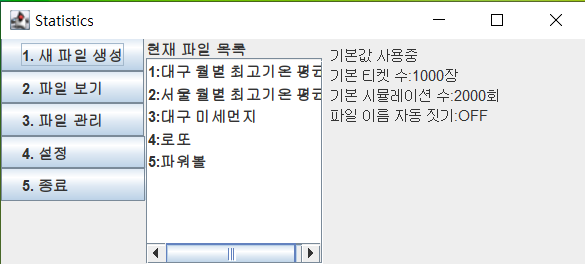 Statistics
1. 새 파일 생성
2. 파일 보기
3. 파일 관리
4. 설정
5. 종료
현재 파일 목록
1:대구 월별 최고기온 평균
2:서울 월별 최고기온 평균
3:대구 미세먼지
4:로또
5:파워볼
기본값 사용중
기본 티켓 수:1000장
기본 시뮬레이션 수:2000회
파일 이름 자동 짓기:OFF